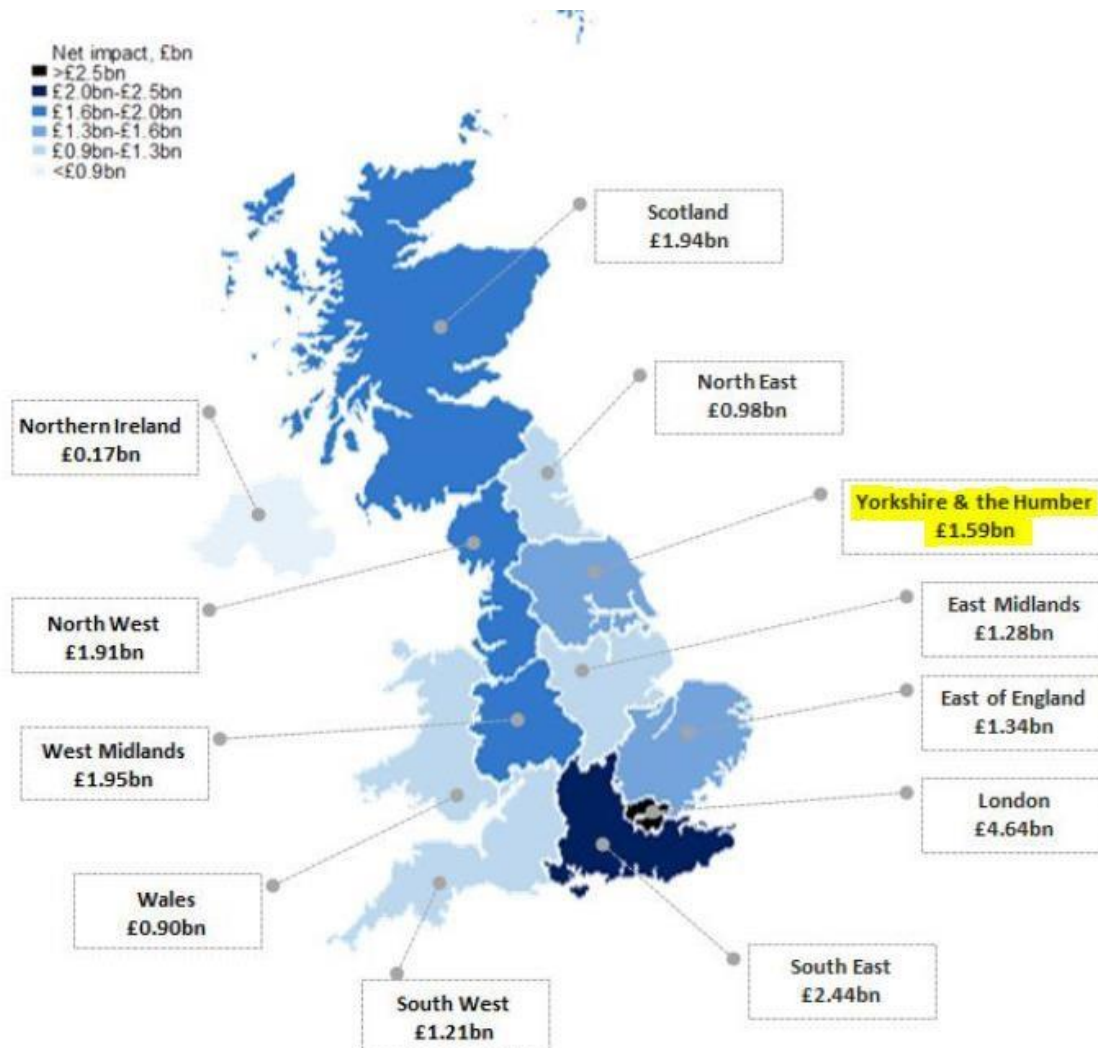 Net impact, £bn
>£2.5bn
£2.0bn-£2.5bn
£1.6bn-£2.0bn
£1.3bn-£1.6bn
£0.9bn-£1.3bn
<£0.9bn
Scotland
£1.94bn
North East
£0.98bn
Northern Ireland
£0.17bn
Yorkshire & the Humber
£1.59bn
North West
£1.91bn
East Midlands
£1.28bn
East of England
£1.34bn
West Midlands
£1.95bn
London
£4.64bn
Wales
£0.90bn
South East
£2.44bn
South West
£1.21bn